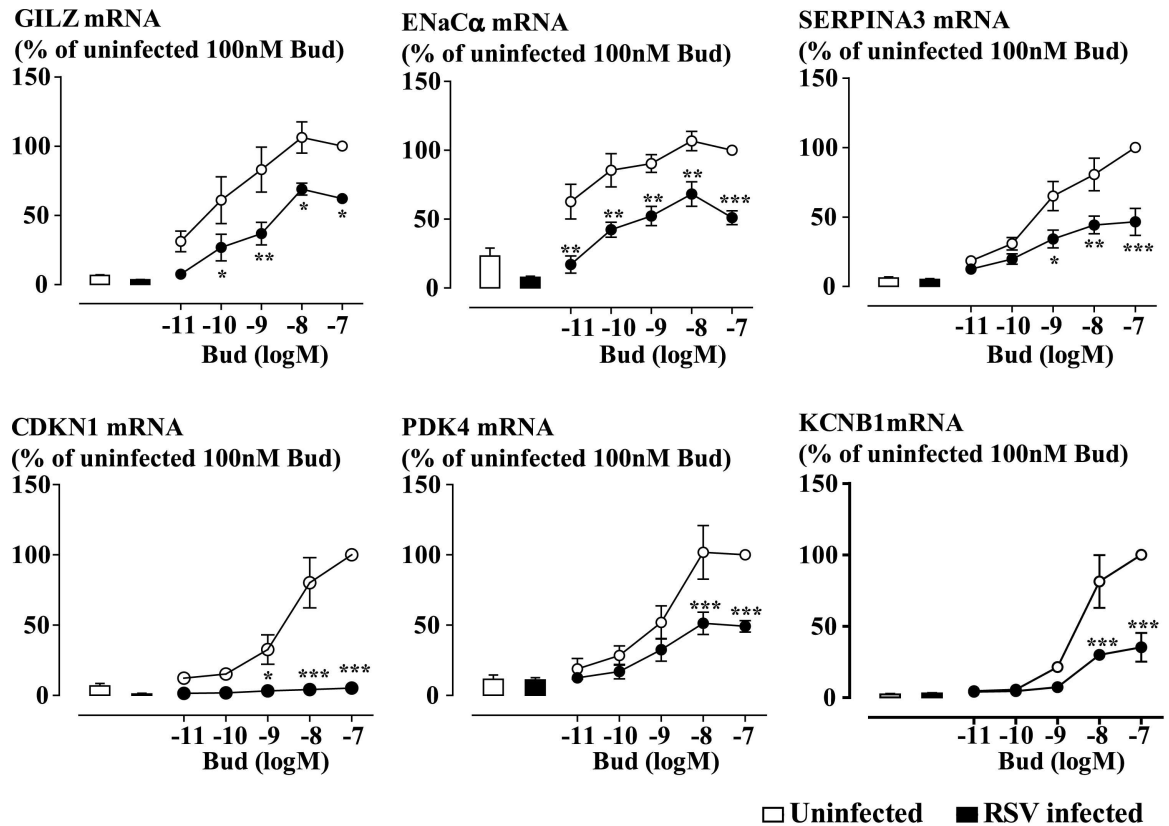 GILZ mRNA
(% of uninfected 100nM Bud)
150
100
50
0
*
**
*
*
-11 -10 -9 -8 -7
Bud (logM)
ENaCα mRNA
(% of uninfected 100nM Bud)
150
100
50
0
**
**
**
**
***
-11 -10 -9 -8 -7
Bud (logM)
SERPINA3 mRNA
(% of uninfected 100nM Bud)
150
100
50
0
*
**
***
-11 -10 -9 -8 -7
Bud (logM)
CDKN1 mRNA
(% of uninfected 100nM Bud)
150
100
50
0
* *** ***
-11 -10 -9 -8 -7
Bud (logM)
PDK4 mRNA
(% of uninfected 100nM Bud)
150
100
50
0
*** ***
-11 -10 -9 -8 -7
Bud (logM)
KCNB1mRNA
(% of uninfected 100nM Bud)
150
100
50
0
***
***
-11 -10 -9 -8 -7
Bud (logM)
Uninfected RSV infected